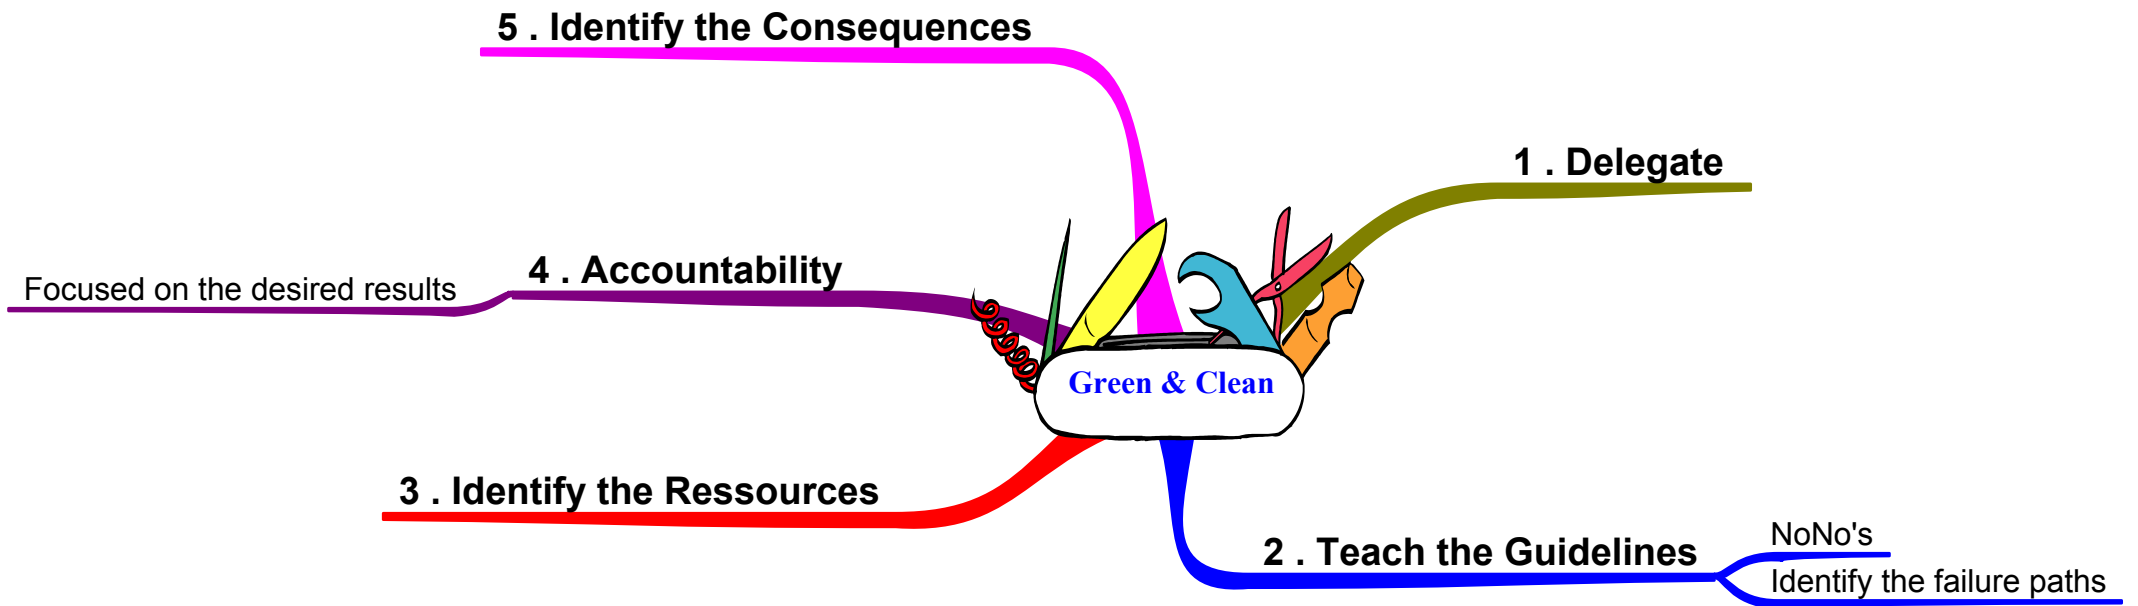 5 . Identify the Consequences
1 . Delegate
4 . Accountability
Focused on the desired results
Green & Clean
3 . Identify the Ressources
2 . Teach the Guidelines
NoNo's
Identify the failure paths